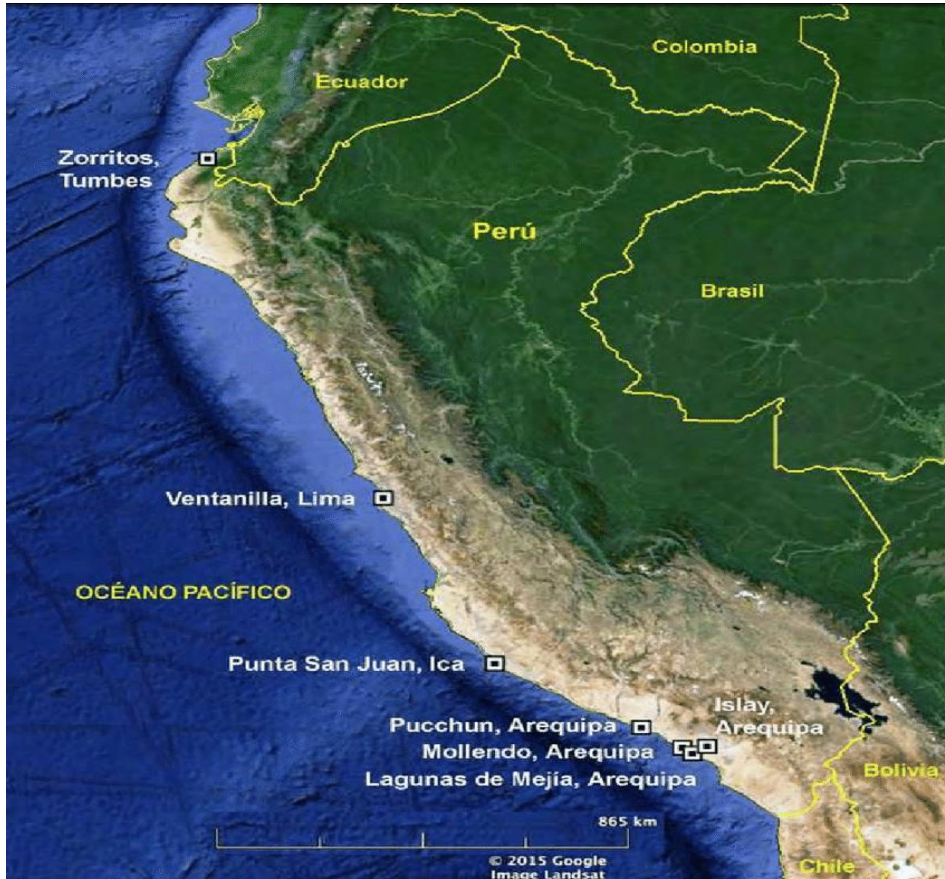 Colombia
Ecuador
Zorritos,
Tumbes
Perú
Brasil
Ventanilla, Lima
OCÉANO PACÍFICO
Punta San Juan, Ica
Islay,
Arequipa
Pucchun, Arequipa
Mollendo, Arequipa
Lagunas de Mejía, Arequipa
Bolivia
865 km
© 2015 Google
Image Landsat
Chile